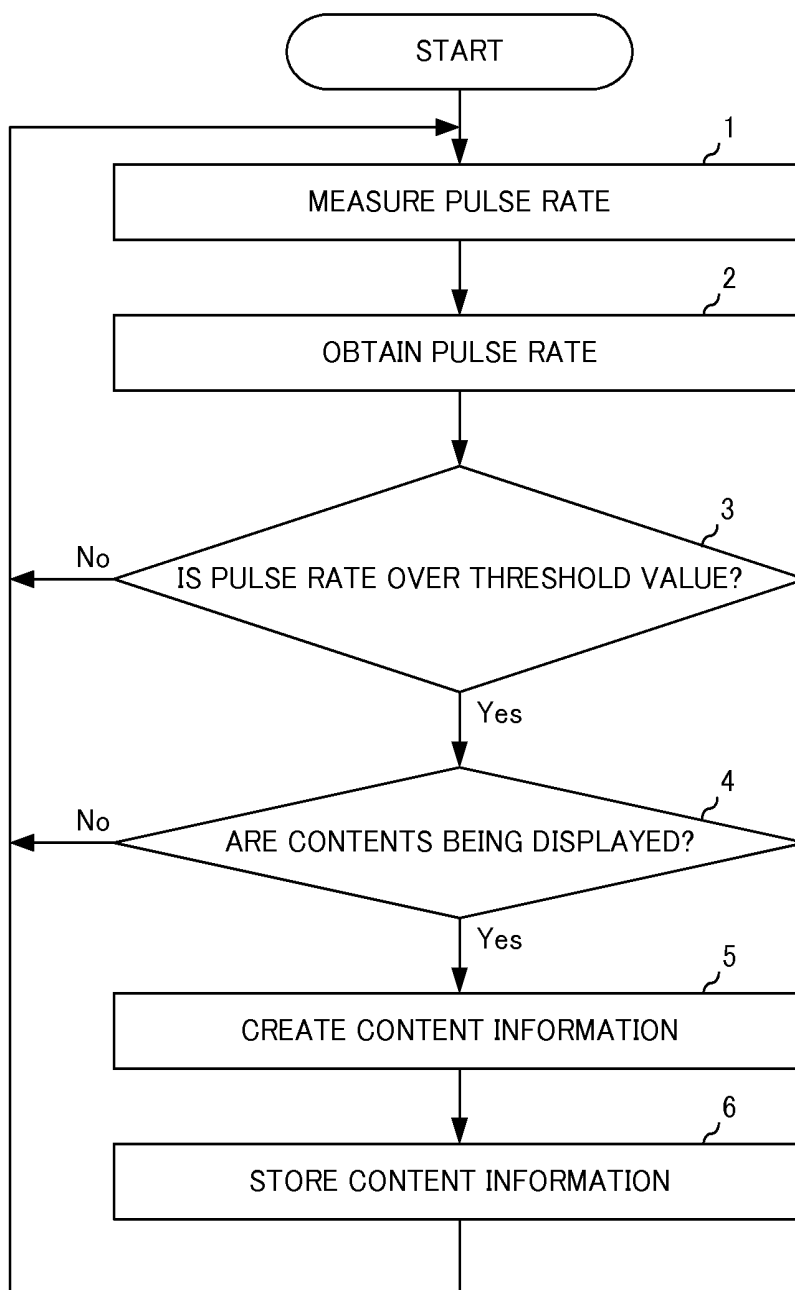 START
1
MEASURE PULSE RATE
2
OBTAIN PULSE RATE
3
No
IS PULSE RATE OVER THRESHOLD VALUE?
Yes
4
No
ARE CONTENTS BEING DISPLAYED?
Yes
5
CREATE CONTENT INFORMATION
6
STORE CONTENT INFORMATION